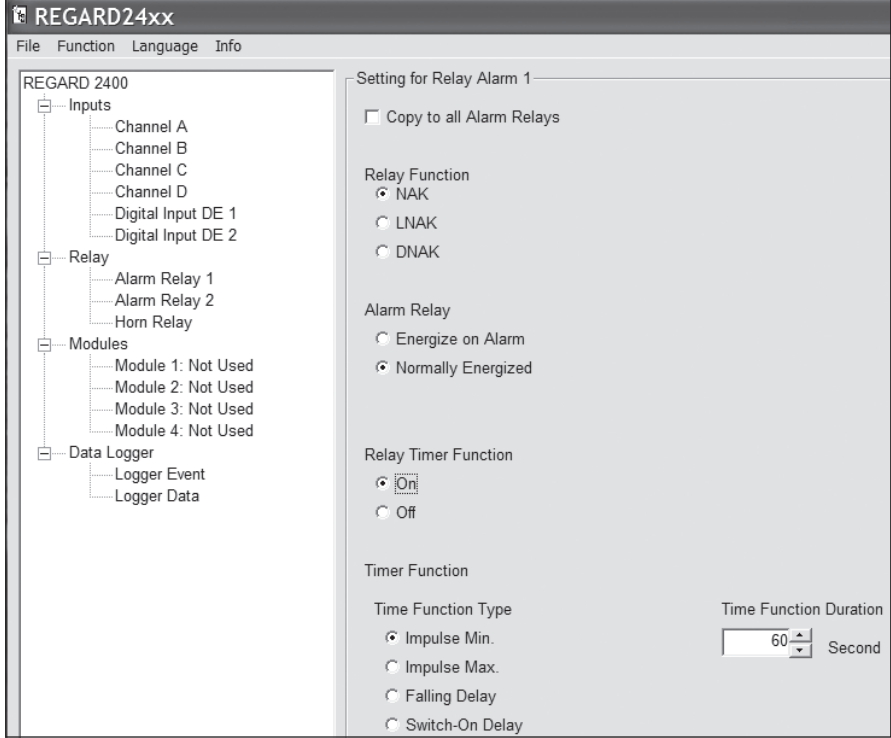 REGARD24xx
File Function Language Info
REGARD 2400
Inputs
Channel A
Channel B
Channel C
Channel D
Digital Input DE 1
Digital Input DE 2
Relay
Alarm Relay 1
Alarm Relay 2
Horn Relay
Modules
Module 1: Not Used
Module 2: Not Used
Module 3: Not Used
Module 4: Not Used
Data Logger
Logger Event
Logger Data
Setting for Relay Alarm 1
Copy to all Alarm Relays
Relay Function
NAK
LNAK
DNAK
Alarm Relay
Energize on Alarm
Normally Energized
Relay Timer Function
On
Off
Timer Function
Time Function Type
Impulse Min.
Impulse Max.
Falling Delay
Switch-On Delay
Time Function Duration
60 Second